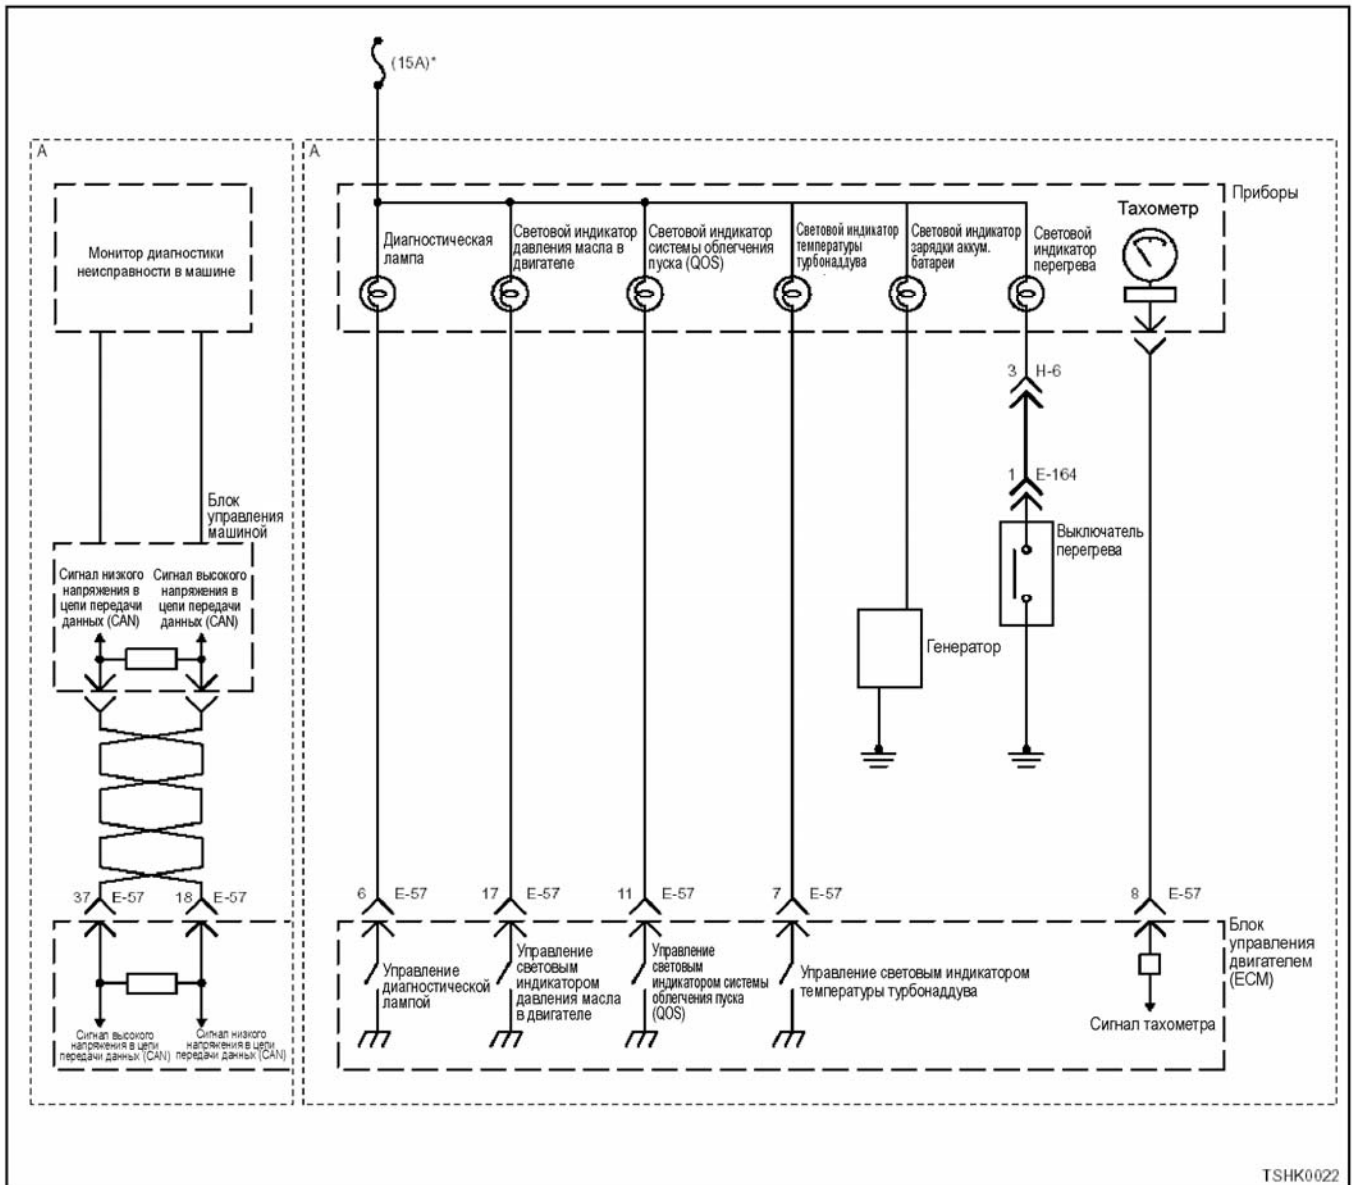 (15A)*
A
A
Приборы
Монитор диагностики
неисправности в машине
Диагностическая
лампа
Световой индикатор
давления масла в
двигателе
Световой индикатор
системы облегчения
пуска (QOS)
Световой индикатор
температуры
турбонаддува
Световой индикатор
зарядки аккум.
батареи
Световой
индикатор
перегрева
Тахометр
3 H-6
1 E-164
Выключатель
перегрева
Блок
управления
машиной
Сигнал низкого
напряжения в
цепи передачи
данных (CAN)
Сигнал высокого
напряжения в
цепи передачи
данных (CAN)
Генератор
37 E-57
18 E-57
6 E-57
17 E-57
11 E-57
7 E-57
8 E-57
Сигнал высокого
напряжения в цепи
передачи данных (CAN)
Сигнал низкого
напряжения в цепи
передачи данных (CAN)
Управление
диагностической
лампой
Управление
световым
индикатором
давления масла
в двигателе
Управление
световым
индикатором системы
облегчения пуска
(QOS)
Управление световым индикатором
температуры турбонаддува
Сигнал тахометра
Блок
управления
двигателем
(ECM)
TSHK0022